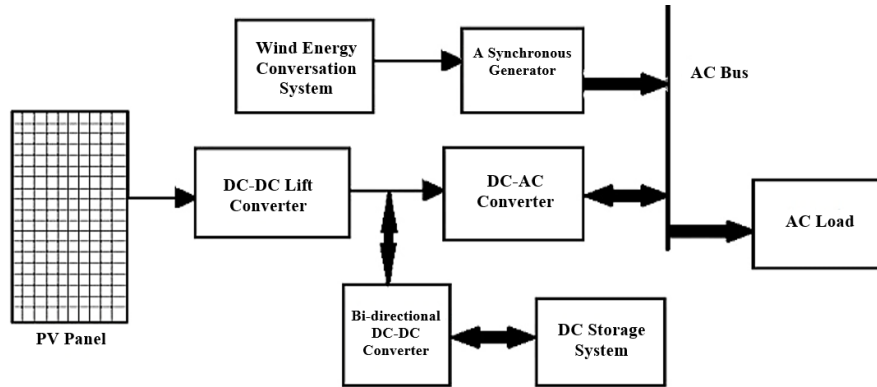 Wind Energy
Conversation
System
A Synchronous
Generator
AC Bus
DC-DC Lift
Converter
DC-AC
Converter
AC Load
Bi-directional
DC-DC
Converter
DC Storage
System
PV Panel